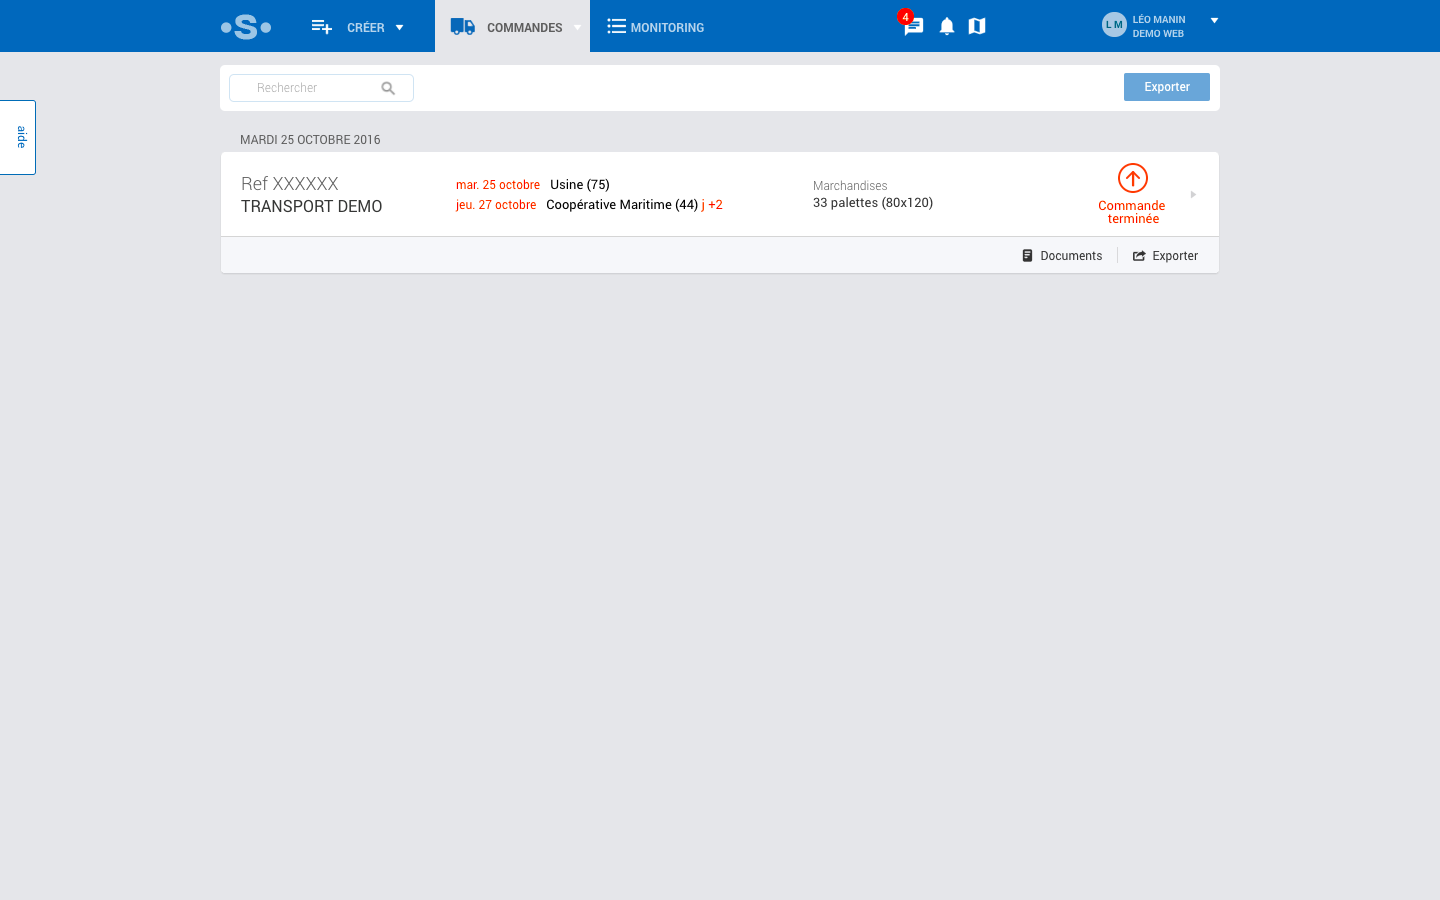 •S•
CRÉER
COMMANDES
MONITORING
4
L M
LÉO MANIN
DEMO WEB
Rechercher
Exporter
aide
MARDI 25 OCTOBRE 2016
Ref XXXXXX
TRANSPORT DEMO
mar. 25 octobre Usine (75)
jeu. 27 octobre Coopérative Maritime (44) j +2
Marchandises
33 palettes (80x120)
Commande
terminée
Documents
Exporter